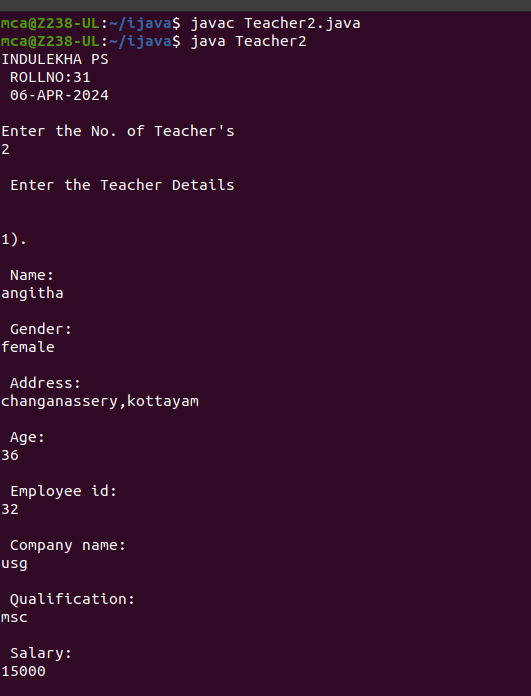 mca@Z238-UL:~/ijava$ javac Teacher2.java
mca@Z238-UL:~/ijava$ java Teacher2
INDULEKHA PS
ROLLNO:31
06-APR-2024
Enter the No. of Teacher's
2
Enter the Teacher Details
1).
Name:
angitha
Gender:
female
Address:
changanassery,kottayam
Age:
36
Employee id:
32
Company name:
usg
Qualification:
msc
Salary:
15000